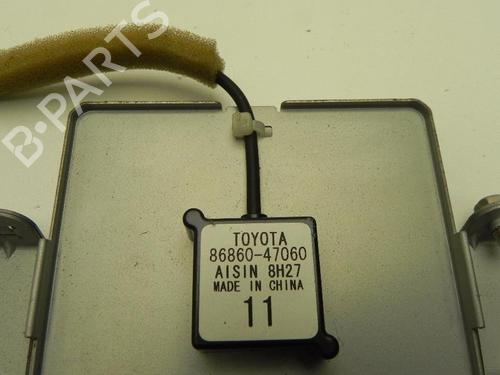 B-PARTS
TOYOTA
86860-47060
AISIN 8H27
MADE IN CHINA
11